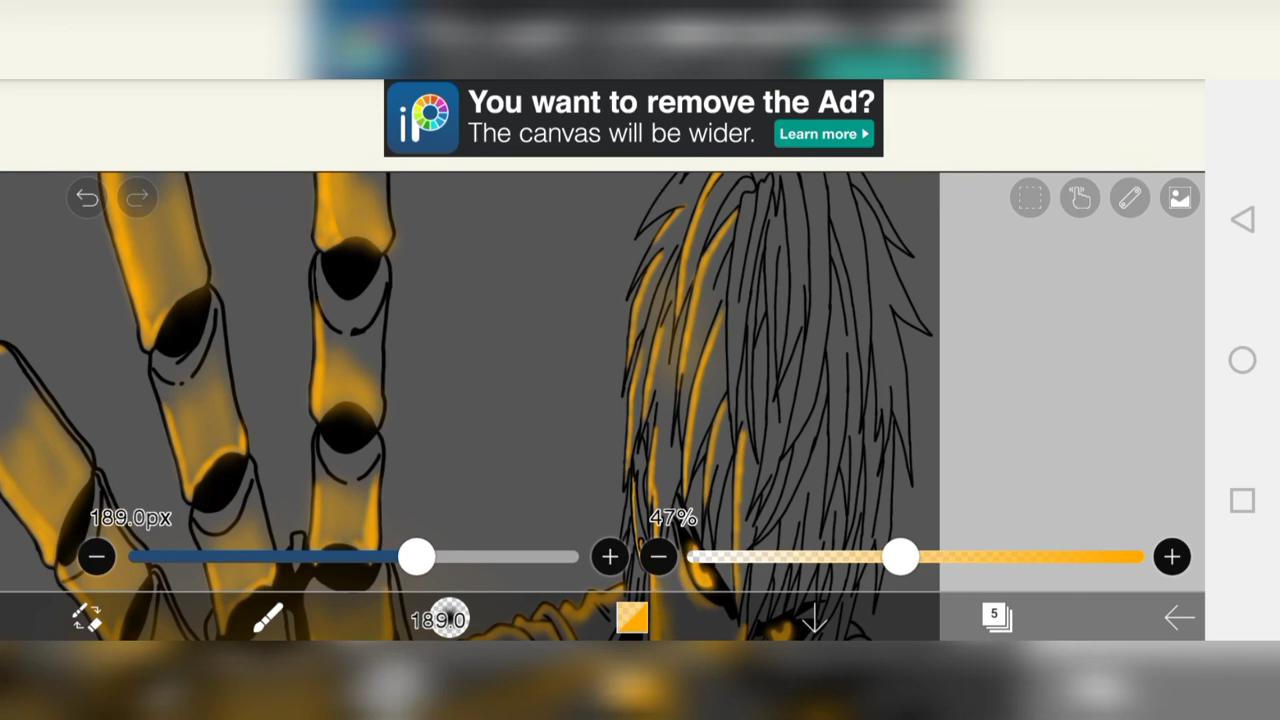 iP
You want to remove the Ad?
The canvas will be wider.
Learn more
189.0px
47%
189.0
5